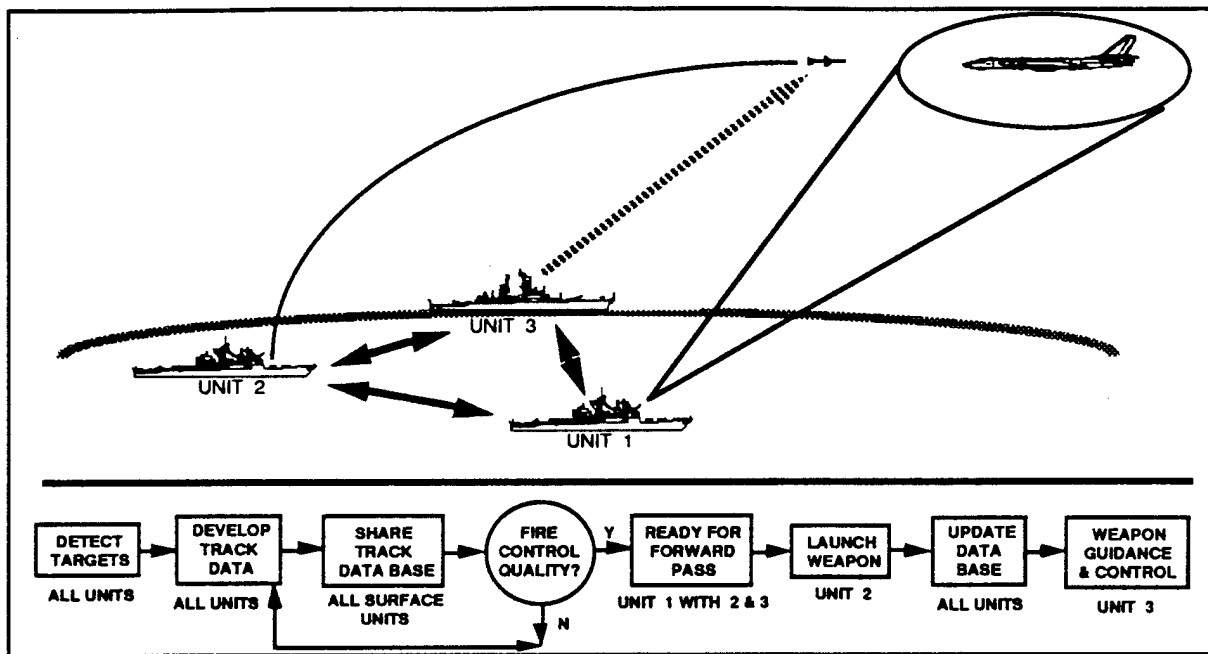 UNIT 3
UNIT 2
UNIT 1
DETECT
TARGETS
ALL UNITS
DEVELOP
TRACK
DATA
ALL UNITS
SHARE
TRACK
DATA BASE
ALL SURFACE
UNITS
FIRE
CONTROL
QUALITY?
Y
N
READY FOR
FORWARD
PASS
UNIT 1 WITH 2 & 3
LAUNCH
WEAPON
UNIT 2
UPDATE
DATA
BASE
ALL UNITS
WEAPON
GUIDANCE
& CONTROL
UNIT 3